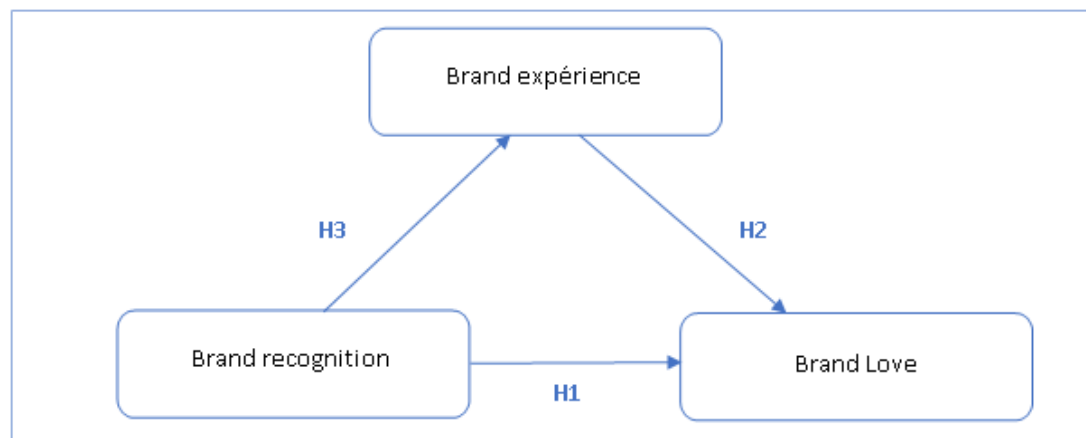 Brand expérience
H3
H2
Brand recognition
H1
Brand Love